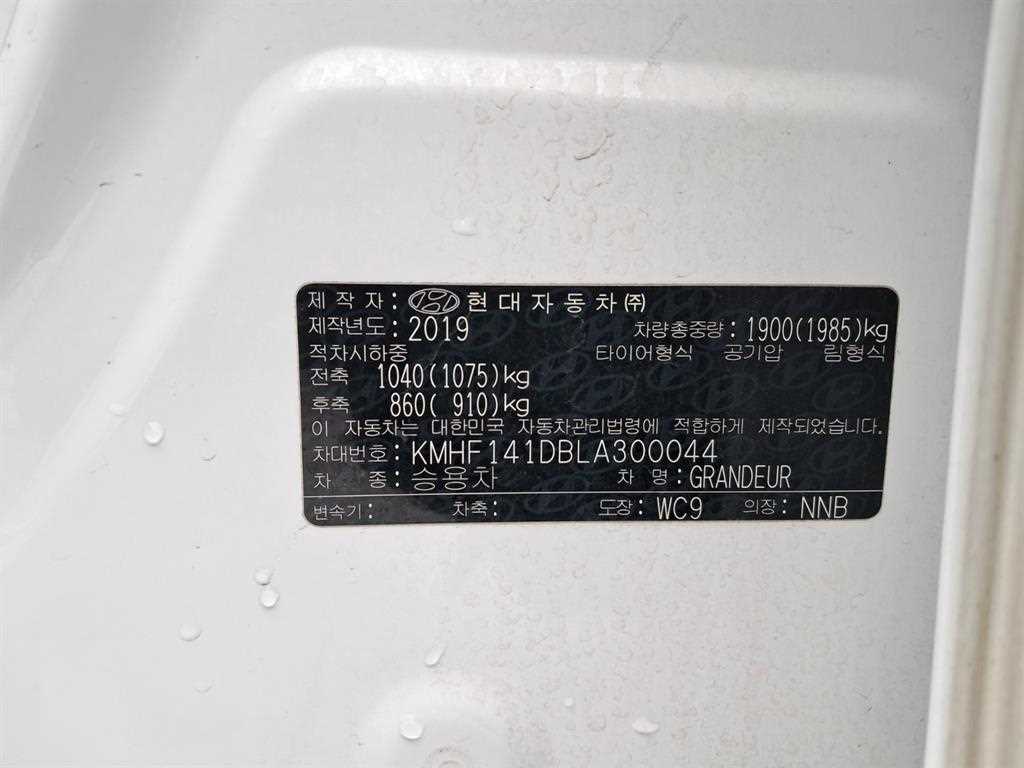 제 작 자 : 현대자동차㈜
제작년도 : 2019 차량총중량 : 1900(1985)kg
적차시하중 타이어형식 공기압 림형식
전축 1040(1075)kg
후축 860( 910)kg
이 자동차는 대한민국 자동차관리법령에 적합하게 제작되었습니다.
차대번호 : KMHF141DBLA300044
차 종 : 승용차 차 명 : GRANDEUR
변속기 : 차축 : 도장 : WC9 의장 : NNB